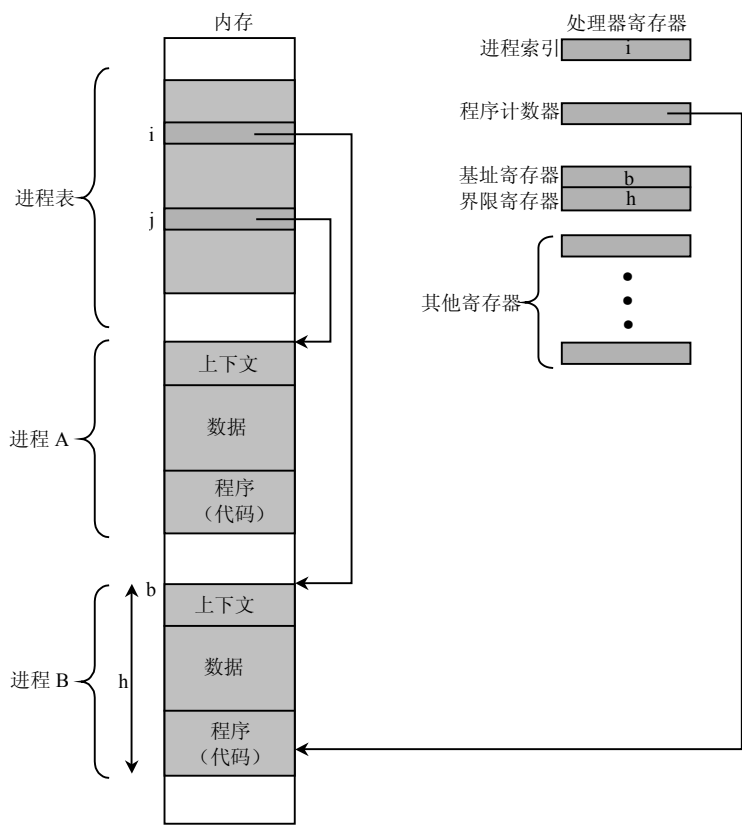 内存
处理器寄存器
进程索引
i
程序计数器
i
进程表
基址寄存器
b
界限寄存器
h
j
其他寄存器
上下文
进程 A
数据
程序
（代码）
b
上下文
进程 B
h
数据
程序
（代码）